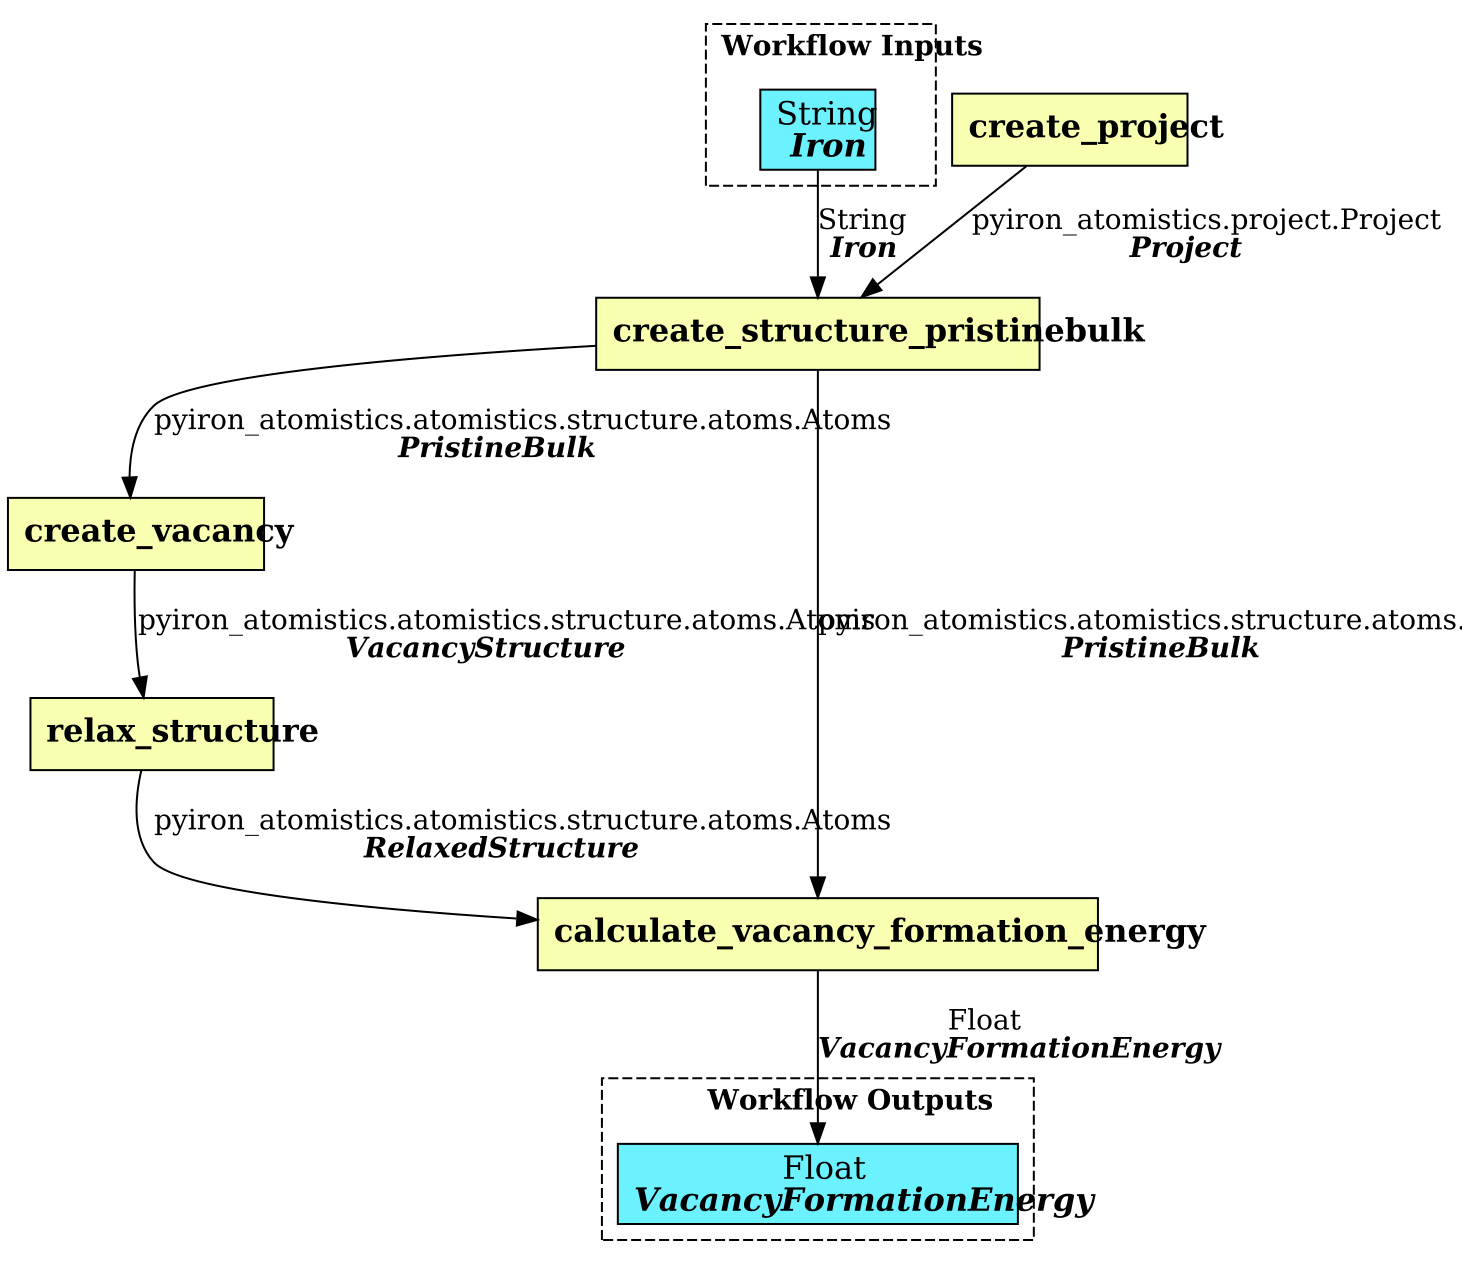 Workflow Inputs
String
Iron
create_project
String
Iron
pyiron_atomistics.project.Project
Project
create_structure_pristinebulk
pyiron_atomistics.atomistics.structure.atoms.Atoms
PristineBulk
create_vacancy
pyiron_atomistics.atomistics.structure.atoms.Atoms
VacancyStructure
pyiron_atomistics.atomistics.structure.atoms.
PristineBulk
relax_structure
pyiron_atomistics.atomistics.structure.atoms.Atoms
RelaxedStructure
calculate_vacancy_formation_energy
Float
VacancyFormationEnergy
Workflow Outputs
Float
VacancyFormationEnergy